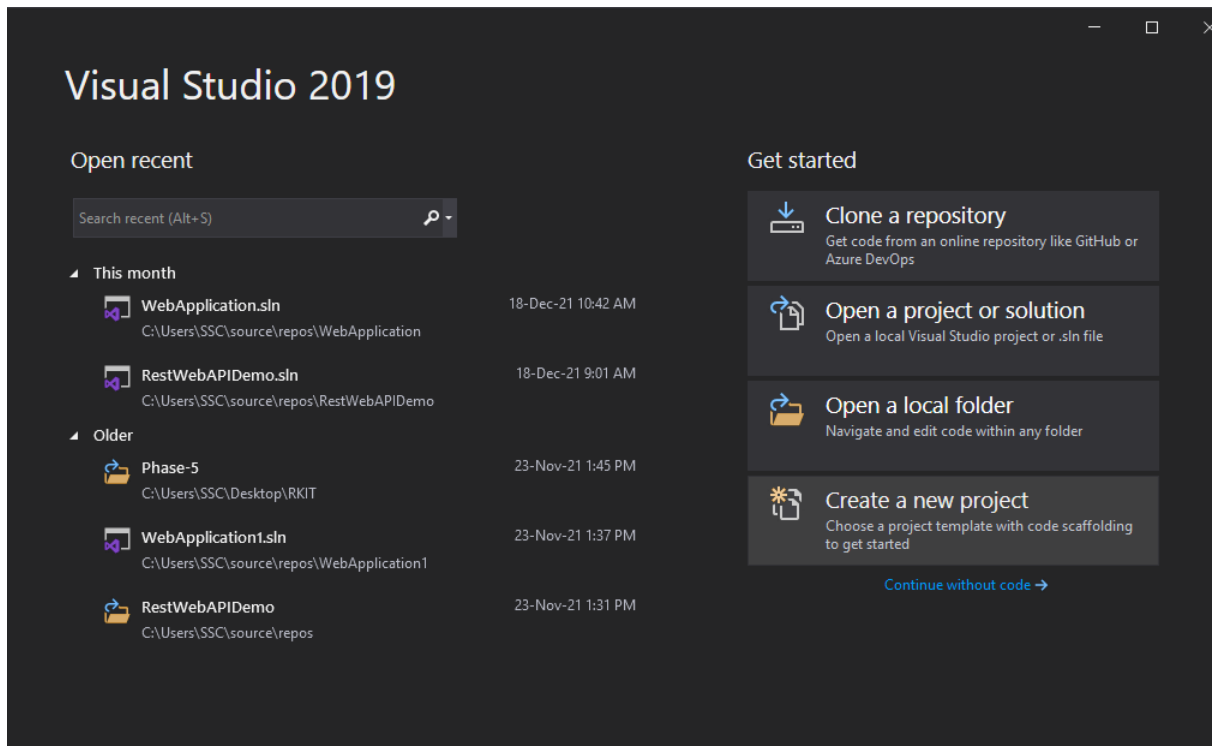 Visual Studio 2019
Open recent
Search recent (Alt+S)
This month
WebApplication.sln
18-Dec-21 10:42 AM
C:\Users\SSC\source\repos\WebApplication
RestWebAPIDemo.sln
18-Dec-21 9:01 AM
C:\Users\SSC\source\repos\RestWebAPIDemo
Older
Phase-5
23-Nov-21 1:45 PM
C:\Users\SSC\Desktop\RKIT
WebApplication1.sln
23-Nov-21 1:37 PM
C:\Users\SSC\source\repos\WebApplication1
RestWebAPIDemo
23-Nov-21 1:31 PM
C:\Users\SSC\source\repos
Get started
Clone a repository
Get code from an online repository like GitHub or
Azure DevOps
Open a project or solution
Open a local Visual Studio project or .sln file
Open a local folder
Navigate and edit code within any folder
Create a new project
Choose a project template with code scaffolding
to get started
Continue without code →